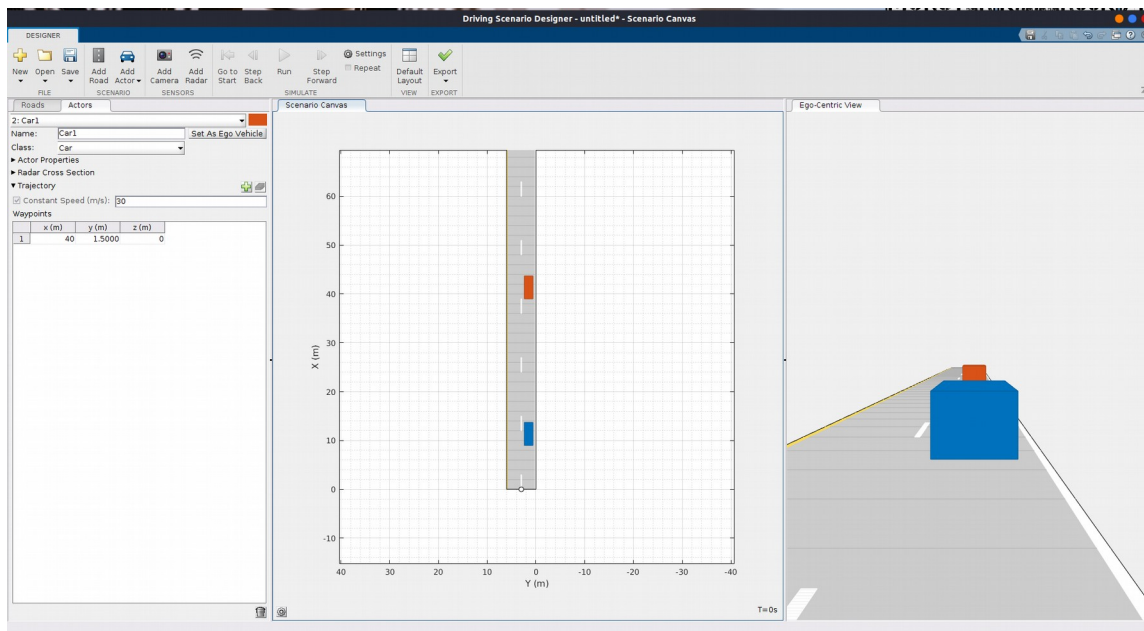 Driving Scenario Designer - untitled* - Scenario Canvas
DESIGNER
New Open Save Add Road Add Actor Add Camera Add Radar Go to Start Step Back Run Step Forward Settings Repeat Default Layout Export
FILE SCENARIO SENSORS SIMULATE VIEW EXPORT
Roads Actors Scenario Canvas Ego-Centric View
2: Car1
Name: Car1 Set As Ego Vehicle
Class: Car
Actor Properties
Radar Cross Section
Trajectory
Constant Speed (m/s): 30
Waypoints
x (m) y (m) z (m)
1 40 1.5000 0
60
50
40
30
20
10
0
-10
X (m)
40 30 20 10 0 -10 -20 -30 -40
Y (m)
T=0s